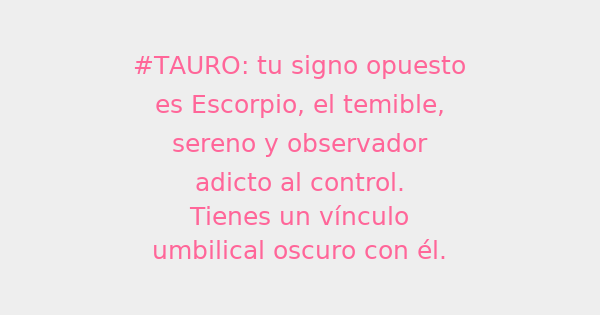 #TAURO: tu signo opuesto
es Escorpio, el temible,
sereno y observador
adicto al control.
Tienes un vínculo
umbilical oscuro con él.